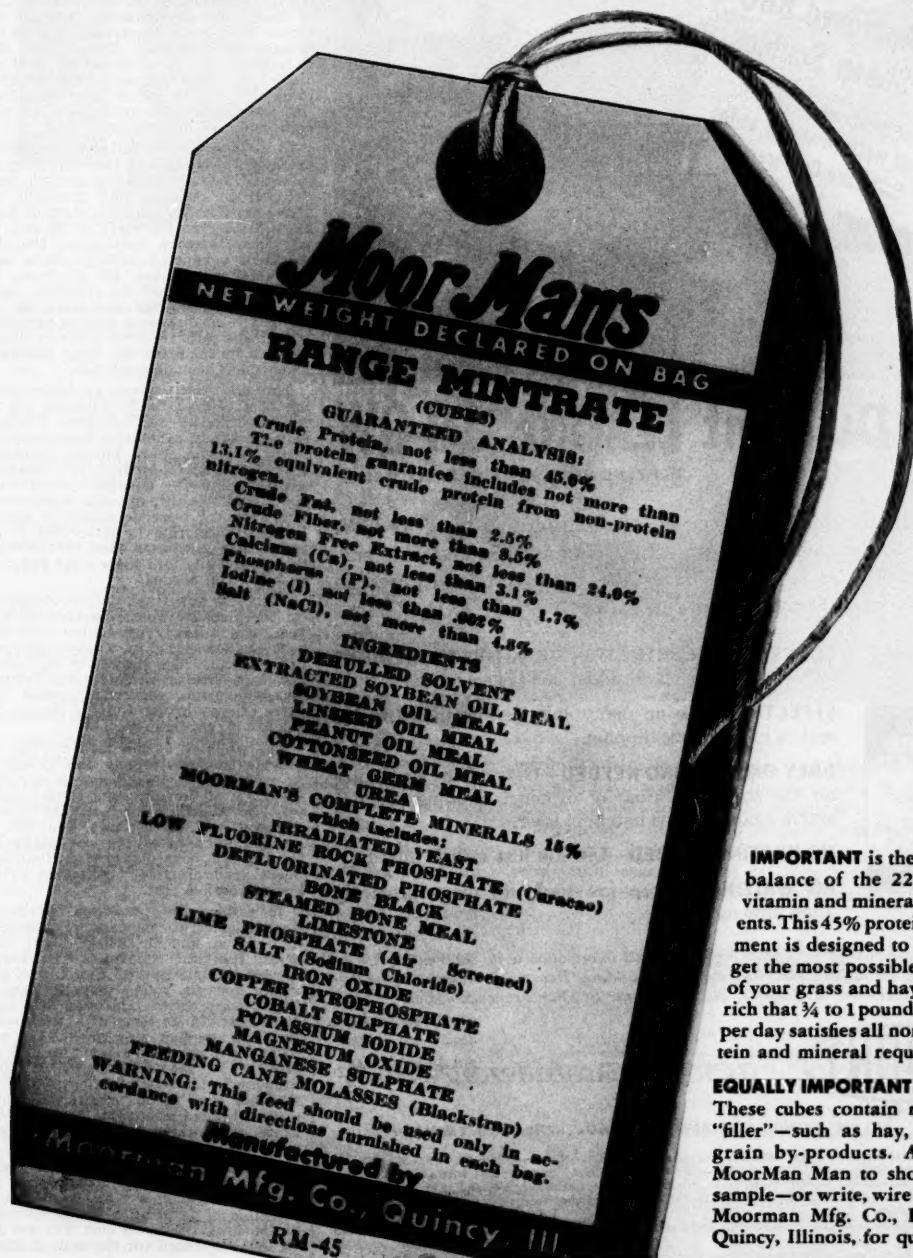 MoorMan's
NET WEIGHT DECLARED ON BAG
RANGE MINTRATE
(CUBES)
GUARANTEED ANALYSIS:
Crude Protein, not less than 45.0%
The protein guarantee includes not more than
13.1% equivalent crude protein from non-protein
nitrogen.
Crude Fat, not less than 2.5%
Crude Fiber, not more than 8.5%
Nitrogen Free Extract, not less than 24.0%
Calcium (Ca), not less than 3.1%
Phosphorus (P), not less than 1.7%
Iodine (I) not less than .002%
Salt (NaCl), not more than 4.8%
INGREDIENTS
DEHULLED SOLVENT
EXTRACTED SOYBEAN OIL MEAL
SOYBEAN OIL MEAL
LINSEED OIL MEAL
PEANUT OIL MEAL
COTTONSEED OIL MEAL
WHEAT GERM MEAL
UREA
MOORMAN'S COMPLETE MINERALS 15%
which includes:
IRRADIATED YEAST
LOW FLUORINE ROCK PHOSPHATE (Curacao)
DEFLUORINATED PHOSPHATE
BONE BLACK
STEAMED BONE MEAL
LIMESTONE
LIME PHOSPHATE (Air Screened)
SALT (Sodium Chloride)
IRON OXIDE
COPPER PYROPHOSPHATE
COBALT SULPHATE
POTASSIUM IODIDE
MAGNESIUM OXIDE
MANGANESE SULPHATE
FEEDING CANE MOLASSES (Blackstrap)
WARNING: This feed should be used only in ac-
cordance with directions furnished in each bag.
Manufactured by
Moorman Mfg. Co., Quincy, Ill
RM-45
IMPORTANT is the
balance of the 22
vitamin and minera
ents. This 45% prote
ment is designed to
get the most possible
of your grass and hay
rich that ¾ to 1 pound
per day satisfies all nor
tein and mineral requ
EQUALLY IMPORTANT
These cubes contain
"filler"—such as hay,
grain by-products. A
MoorMan Man to sho
sample—or write, wire
Moorman Mfg. Co.,
Quincy, Illinois, for qu